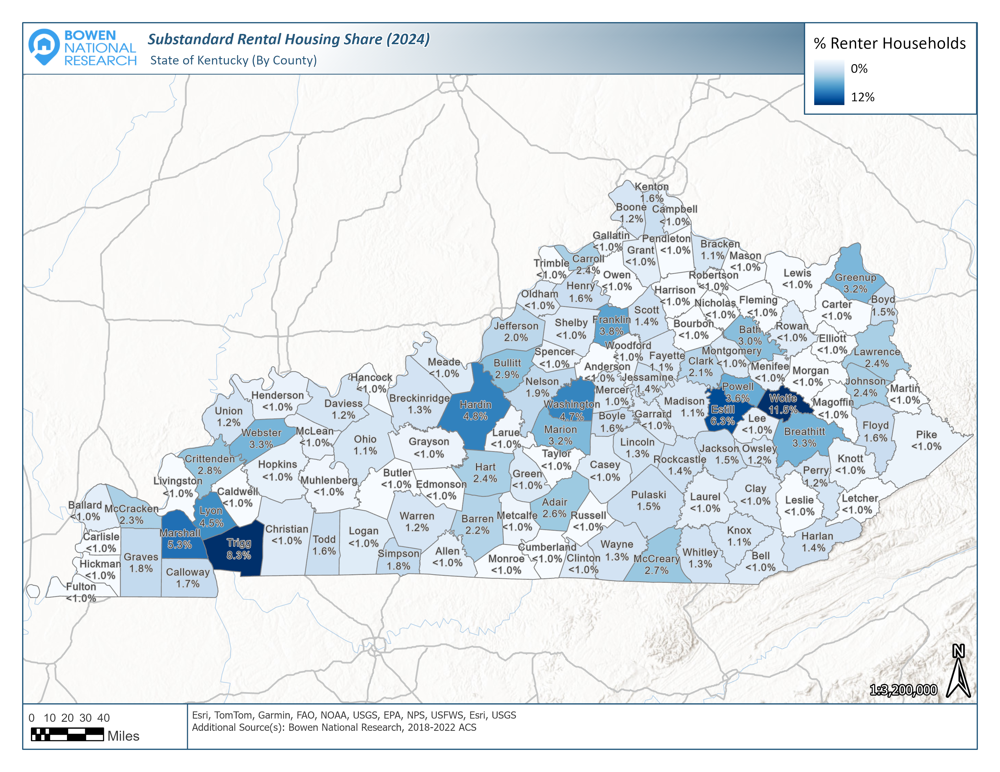 BOWEN
NATIONAL
RESEARCH
Substandard Rental Housing Share (2024)
State of Kentucky (By County)
% Renter Households
0%
12%
Kenton
1.6%
Boone
1.2%
Campbell
<1.0%
Gallatin
<1.0%
Pendleton
<1.0%
Grant
<1.0%
Bracken
1.1%
Mason
<1.0%
Carroll
2.4%
Trimble
<1.0%
Owen
<1.0%
Robertson
<1.0%
Lewis
<1.0%
Greenup
3.2%
Henry
1.6%
Harrison
<1.0%
Oldham
<1.0%
Nicholas
<1.0%
Fleming
<1.0%
Carter
<1.0%
Boyd
1.5%
Scott
1.4%
Franklin
3.8%
Shelby
<1.0%
Jefferson
2.0%
Bourbon
<1.0%
Bath
3.0%
Rowan
<1.0%
Elliott
<1.0%
Woodford
<1.0%
Fayette
1.1%
Montgomery
<1.0%
Lawrence
2.4%
Spencer
<1.0%
Bullitt
2.9%
Meade
<1.0%
Anderson
<1.0%
Clark
2.1%
Menifee
<1.0%
Morgan
<1.0%
Hancock
<1.0%
Nelson
1.9%
Jessamine
1.4%
Johnson
2.4%
Martin
<1.0%
Henderson
<1.0%
Daviess
1.2%
Breckinridge
1.3%
Hardin
4.8%
Washington
4.7%
Mercer
1.0%
Madison
1.1%
Powell
3.6%
Estill
6.3%
Wolfe
11.5%
Magoffin
<1.0%
Union
1.2%
Boyle
1.6%
Garrard
<1.0%
Lee
<1.0%
Webster
3.3%
McLean
<1.0%
Larue
<1.0%
Marion
3.2%
Breathitt
3.3%
Floyd
1.6%
Pike
<1.0%
Ohio
1.1%
Grayson
<1.0%
Lincoln
1.3%
Jackson
1.5%
Owsley
1.2%
Crittenden
2.8%
Hopkins
<1.0%
Taylor
<1.0%
Rockcastle
1.4%
Knott
<1.0%
Hart
2.4%
Green
<1.0%
Casey
<1.0%
Perry
1.2%
Livingston
<1.0%
Muhlenberg
<1.0%
Butler
<1.0%
Edmonson
<1.0%
Caldwell
<1.0%
Pulaski
1.5%
Laurel
<1.0%
Clay
<1.0%
Leslie
<1.0%
Letcher
<1.0%
Ballard
<1.0%
McCracken
2.3%
Lyon
4.5%
Adair
2.6%
Warren
1.2%
Barren
2.2%
Metcalfe
<1.0%
Russell
<1.0%
Christian
<1.0%
Logan
<1.0%
Marshall
5.3%
Carlisle
<1.0%
Trigg
8.3%
Todd
1.6%
Knox
1.1%
Harlan
1.4%
Simpson
1.8%
Allen
<1.0%
Cumberland
<1.0%
Wayne
1.3%
Monroe
<1.0%
Clinton
<1.0%
McCreary
2.7%
Whitley
1.3%
Bell
<1.0%
Hickman
<1.0%
Graves
1.8%
Calloway
1.7%
Fulton
<1.0%
N
1:3,200,000
0 10 20 30 40
Miles
Esri, TomTom, Garmin, FAO, NOAA, USGS, EPA, NPS, USFWS, Esri, USGS
Additional Source(s): Bowen National Research, 2018-2022 ACS